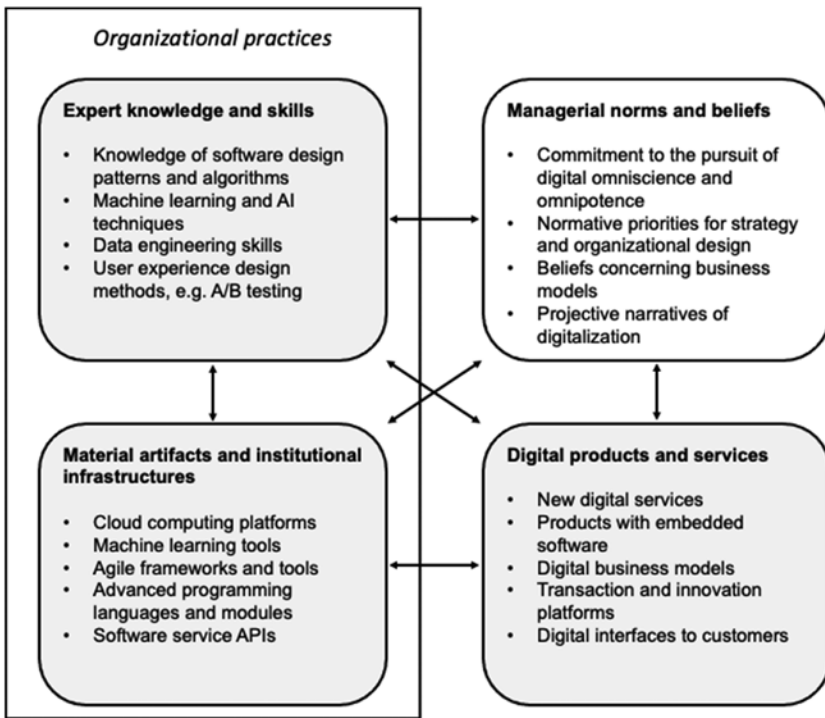 Organizational practices
Expert knowledge and skills
• Knowledge of software design
patterns and algorithms
• Machine learning and AI
techniques
• Data engineering skills
• User experience design
methods, e.g. A/B testing
Managerial norms and beliefs
• Commitment to the pursuit of
digital omniscience and
omnipotence
• Normative priorities for strategy
and organizational design
• Beliefs concerning business
models
• Projective narratives of
digitalization
Material artifacts and institutional
infrastructures
• Cloud computing platforms
• Machine learning tools
• Agile frameworks and tools
• Advanced programming
languages and modules
• Software service APIs
Digital products and services
• New digital services
• Products with embedded
software
• Digital business models
• Transaction and innovation
platforms
• Digital interfaces to customers